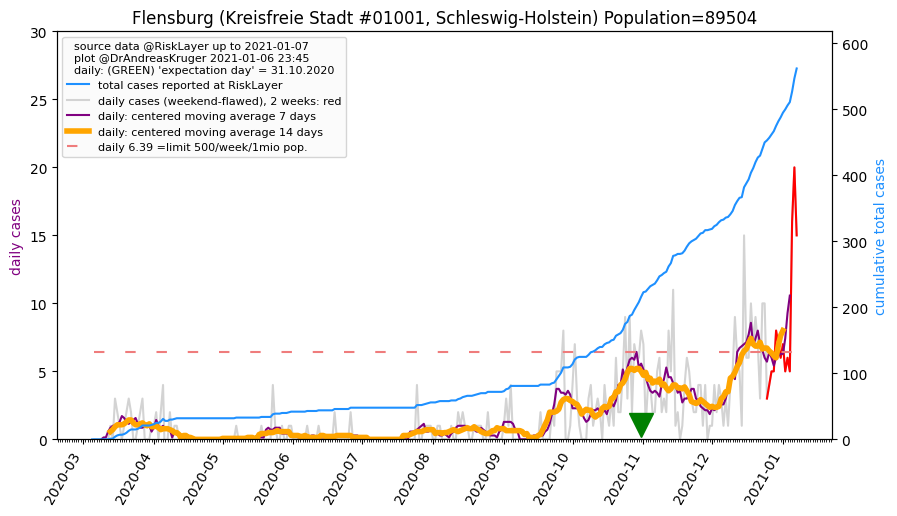 Flensburg (Kreisfreie Stadt #01001, Schleswig-Holstein) Population=89504
source data @RiskLayer up to 2021-01-07
plot @DrAndreasKruger 2021-01-06 23:45
daily: (GREEN) 'expectation day' = 31.10.2020
total cases reported at RiskLayer
daily cases (weekend-flawed), 2 weeks: red
daily: centered moving average 7 days
daily: centered moving average 14 days
daily 6.39 =limit 500/week/1mio pop.
daily cases
30
25
20
15
10
5
0
600
500
400
300
200
100
0
cumulative total cases
2020-03
2020-04
2020-05
2020-06
2020-07
2020-08
2020-09
2020-10
2020-11
2020-12
2021-01